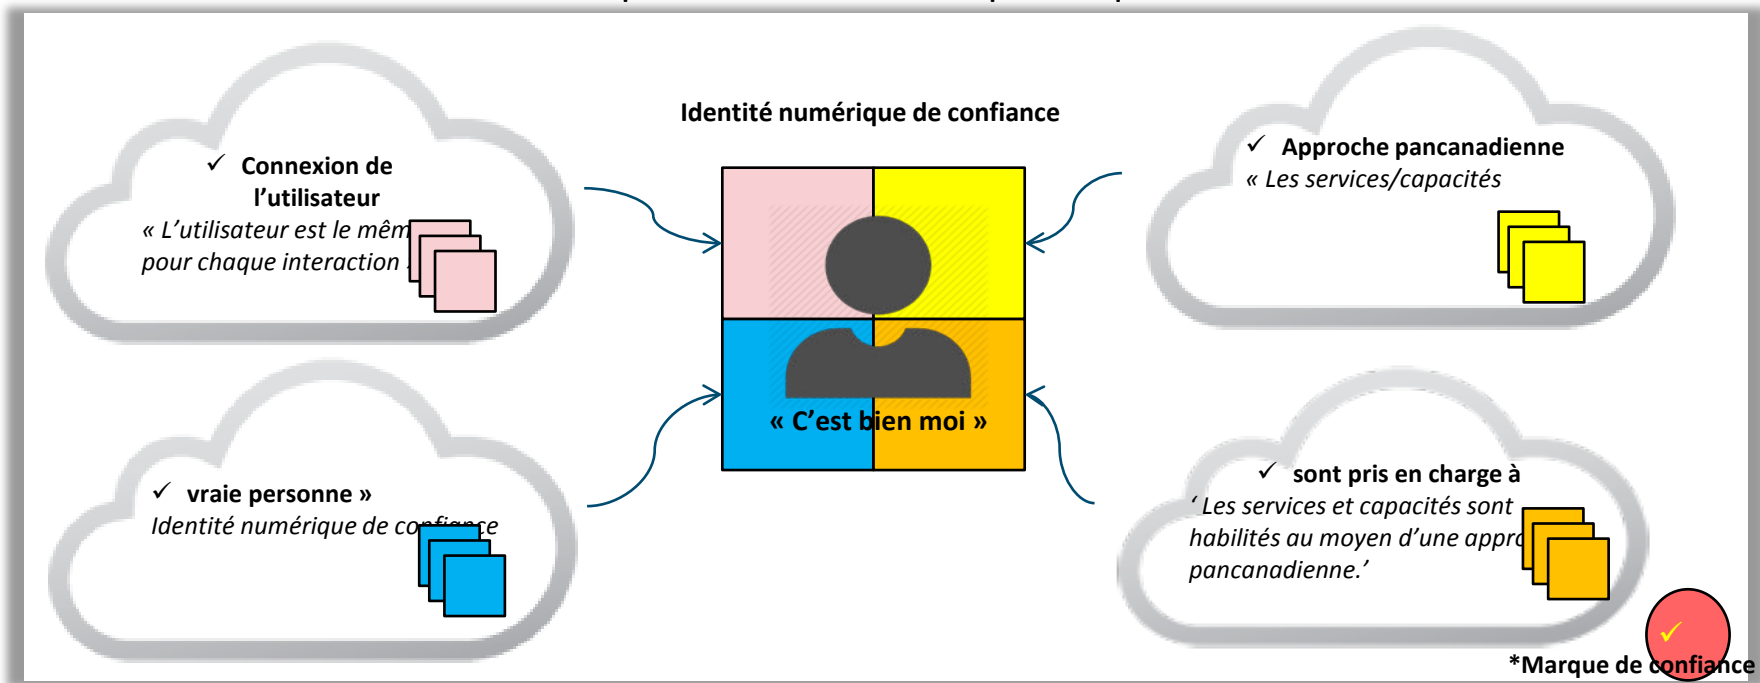 Identité numérique de confiance
✓ Connexion de
l’utilisateur
« L’utilisateur est le mêm
pour chaque interaction
✓ Approche pancanadienne
« Les services/capacités
« C’est bien moi »
✓ vraie personne »
Identité numérique de confiance
✓ sont pris en charge à
‘ Les services et capacités sont
habilités au moyen d’une appro
pancanadienne.’
✓
*Marque de confiance